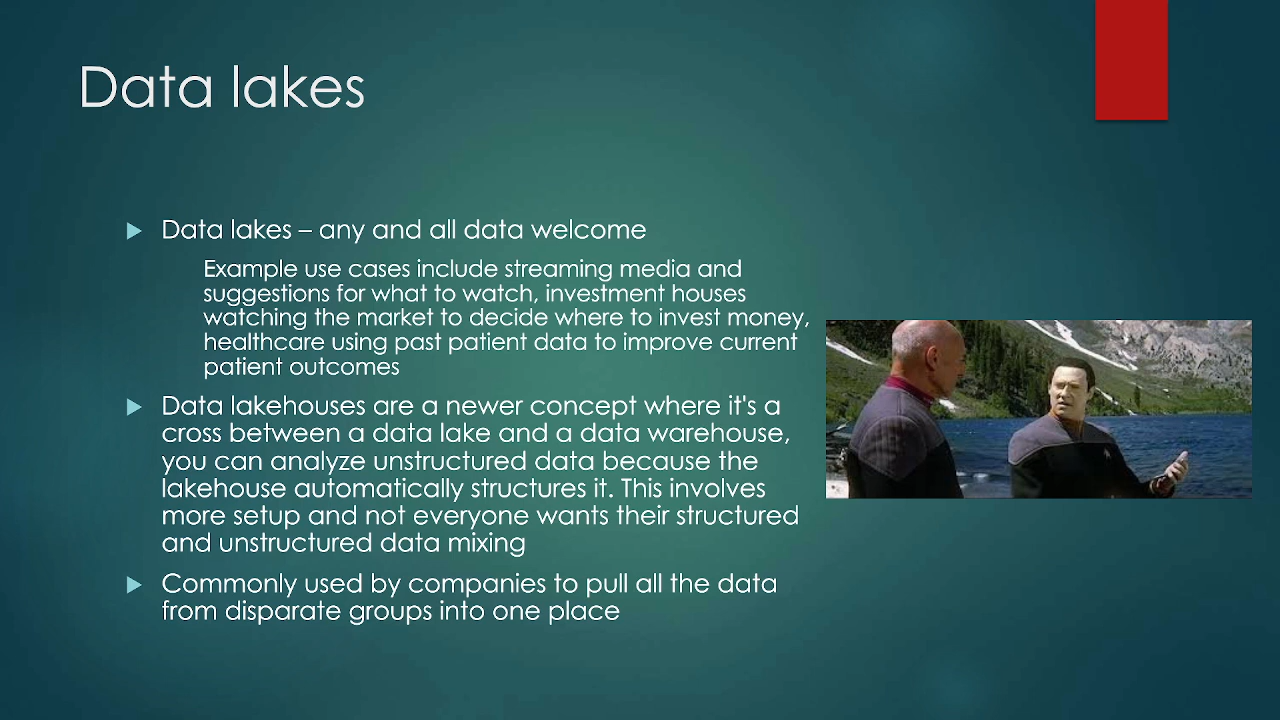 Data lakes
Data lakes – any and all data welcome
Example use cases include streaming media and
suggestions for what to watch, investment houses
watching the market to decide where to invest money,
healthcare using past patient data to improve current
patient outcomes
Data lakehouses are a newer concept where it's a
cross between a data lake and a data warehouse,
you can analyze unstructured data because the
lakehouse automatically structures it. This involves
more setup and not everyone wants their structured
and unstructured data mixing
Commonly used by companies to pull all the data
from disparate groups into one place